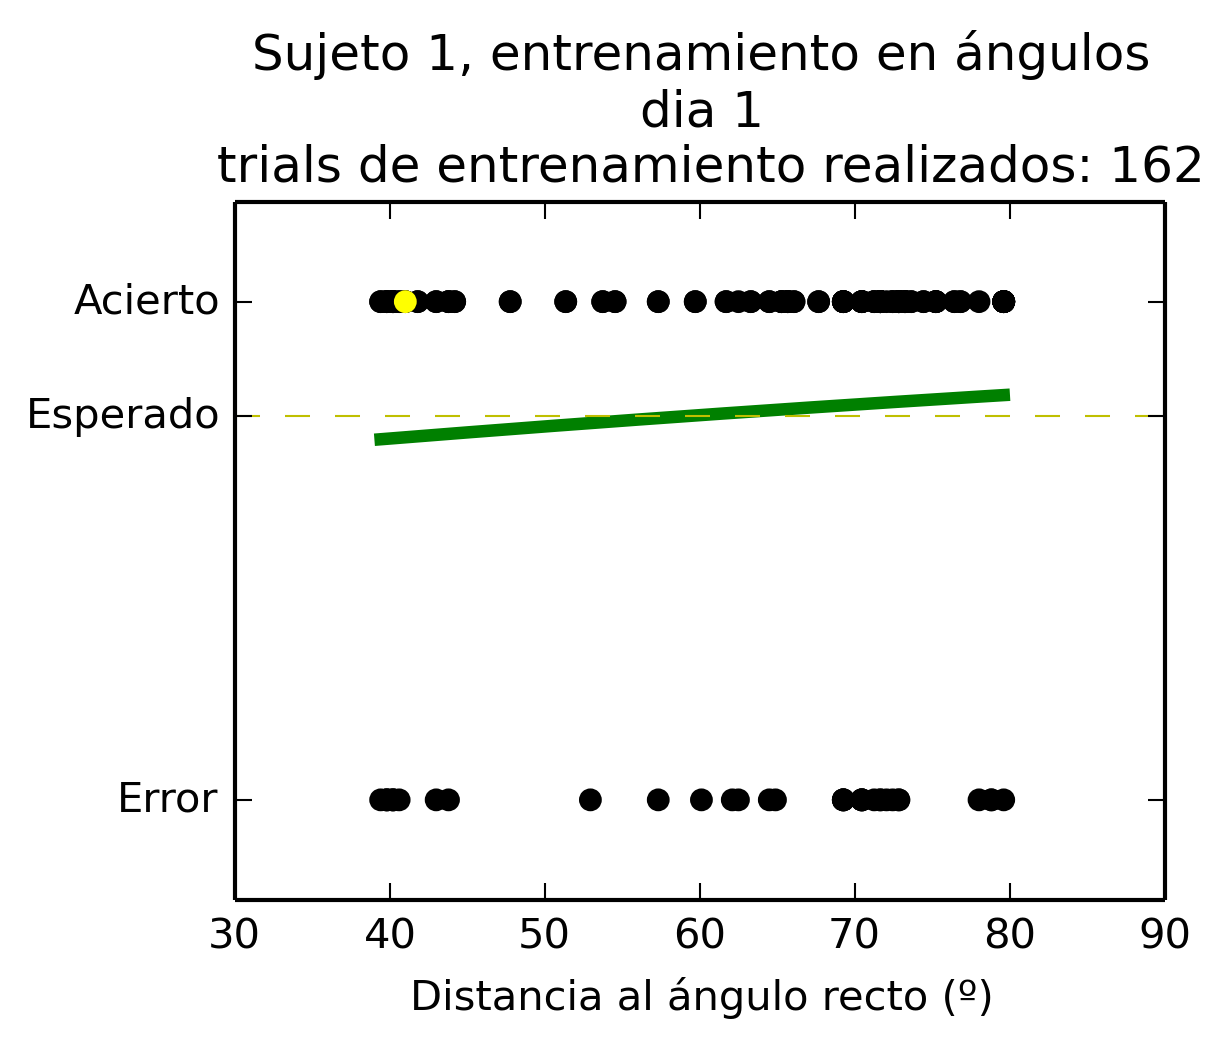 Sujeto 1, entrenamiento en ángulos
dia 1
trials de entrenamiento realizados: 162
Acierto
Esperado
Error
30 40 50 60 70 80 90
Distancia al ángulo recto (º)